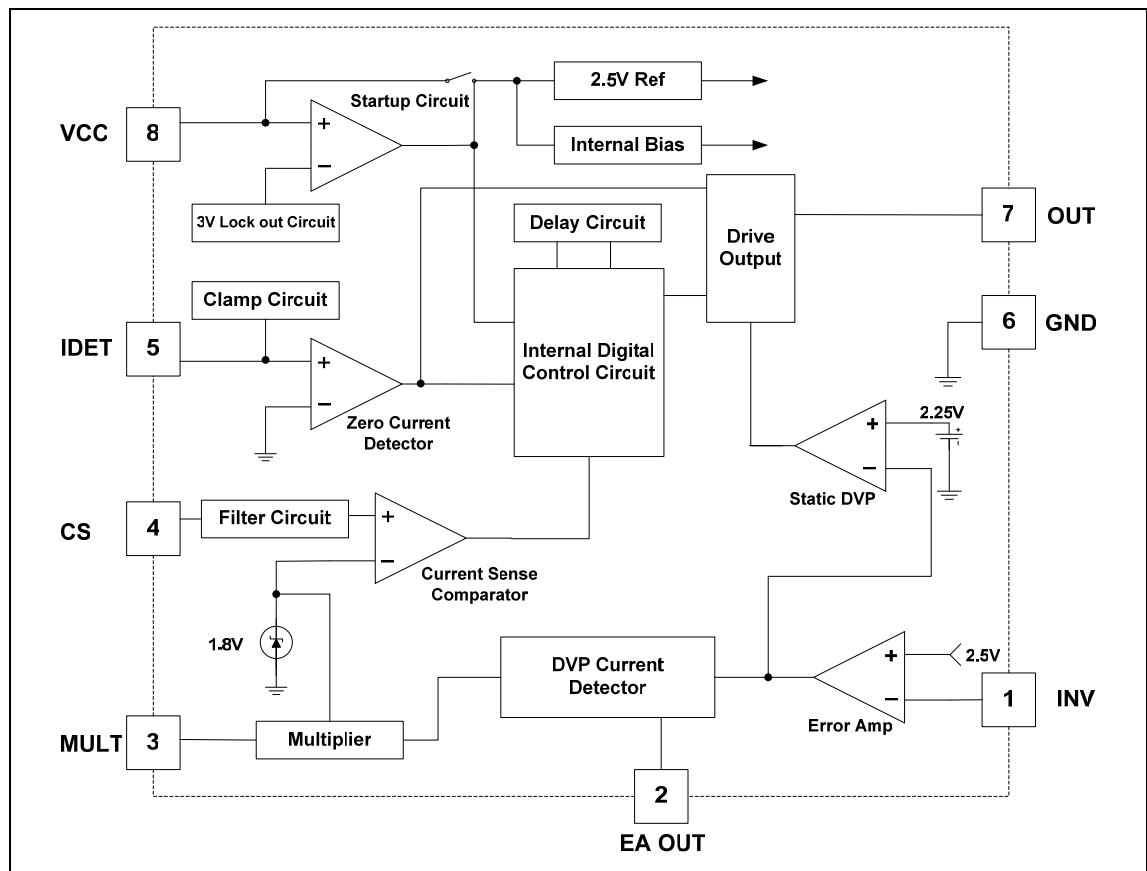 2.5V Ref
Startup Circuit
VCC
8
+
−
Internal Bias
3V Lock out Circuit
Delay Circuit
Drive
Output
7
OUT
Clamp Circuit
6
GND
IDET
5
+
−
Zero Current
Detector
Internal Digital
Control Circuit
2.25V
+
-
+
−
Static DVP
CS
4
Filter Circuit
+
−
Current Sense
Comparator
1.8V
DVP Current
Detector
+
−
2.5V
Error Amp
1
INV
MULT
3
Multiplier
2
EA OUT